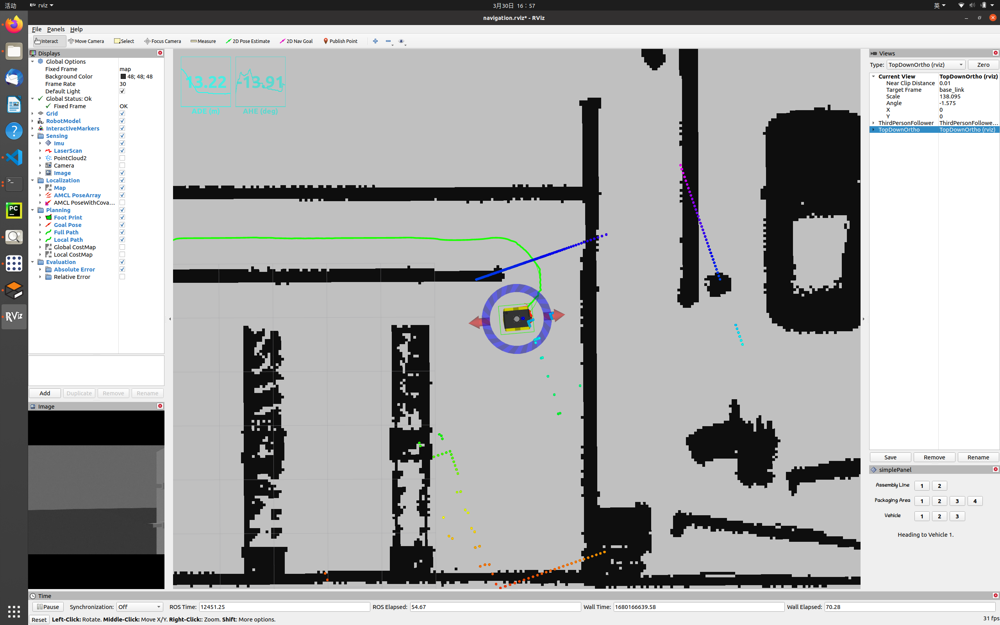 活动 rviz 3月30日 16：57 英
navigation.rviz* - RViz
File Panels Help
Interact Move Camera Select Focus Camera Measure 2D Pose Estimate 2D Nav Goal Publish Point
Displays
Global Options
Fixed Frame map
Background Color 48; 48; 48
Frame Rate 30
Default Light
Global Status: Ok
Fixed Frame OK
Grid
RobotModel
InteractiveMarkers
Sensing
Imu
LaserScan
PointCloud2
Camera
Image
Localization
Map
AMCL PoseArray
AMCL PoseWithCova...
Planning
Foot Print
Goal Pose
Full Path
Local Path
Global CostMap
Local CostMap
Evaluation
Absolute Error
Relative Error
Add Duplicate Remove Rename
Image
PC
RViz
13.22 -13.91
ADE (m) AHE (deg)
Views
Type: TopDownOrtho (rviz) Zero
Current View TopDownOrtho (rviz)
Near Clip Distance 0.01
Target Frame base_link
Scale 138.095
Angle -1.575
X 0
Y 0
ThirdPersonFollower ThirdPersonFollowe...
TopDownOrtho TopDownOrtho (rviz)
Save Remove Rename
simplePanel
Assembly Line 1 2
Packaging Area 1 2 3 4
Vehicle 1 2 3
Heading to Vehicle 1.
Time
Pause Synchronization: Off ROS Time: 12451.25 ROS Elapsed: 54.67 Wall Time: 1680166639.58 Wall Elapsed: 70.28
Reset Left-Click: Rotate. Middle-Click: Move X/Y. Right-Click:: Zoom. Shift: More options. 31 fps